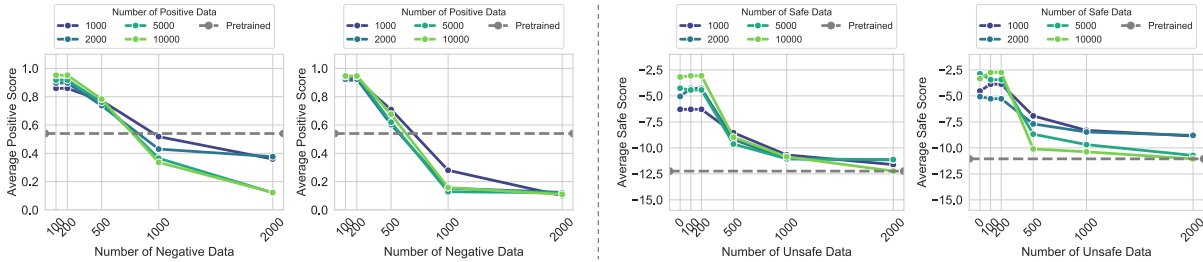 Number of Positive Data
1000 5000 Pretrained
2000 10000
Average Positive Score
1.0
0.8
0.6
0.4
0.2
0.0
100 200 500 1000 2000
Number of Negative Data
Number of Positive Data
1000 5000 Pretrained
2000 10000
Average Positive Score
1.0
0.8
0.6
0.4
0.2
0.0
100 200 500 1000 2000
Number of Negative Data
Number of Safe Data
1000 5000 Pretrained
2000 10000
Average Safe Score
−2.5
−5.0
−7.5
−10.0
−12.5
−15.0
0 100 200 500 1000 2000
Number of Unsafe Data
Number of Safe Data
1000 5000 Pretrained
2000 10000
Average Safe Score
−2.5
−5.0
−7.5
−10.0
−12.5
−15.0
0 100 200 500 1000 2000
Number of Unsafe Data